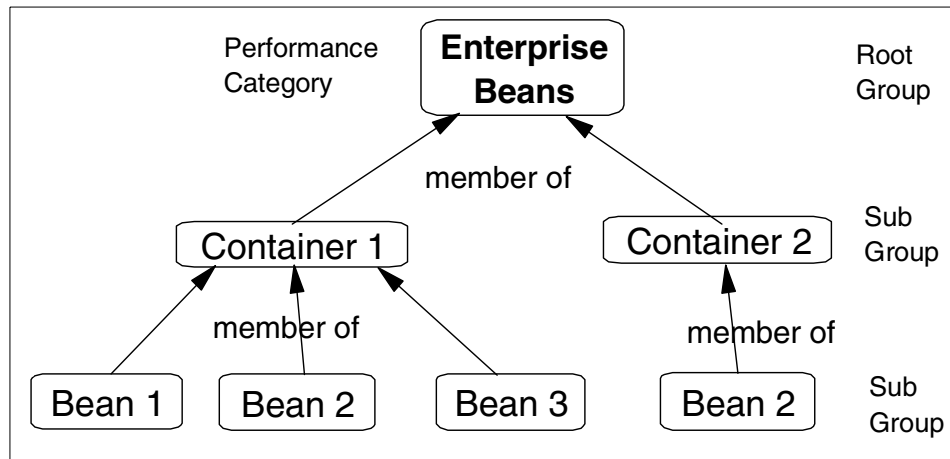 Performance
Category
Enterprise
Beans
Root
Group
member of
Container 1
Container 2
Sub
Group
member of
member of
Bean 1
Bean 2
Bean 3
Bean 2
Sub
Group